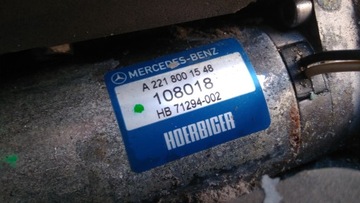 MERCEDES-BENZ
A 221 800 15 48
108018
HB 71294-002
HOERBIGER